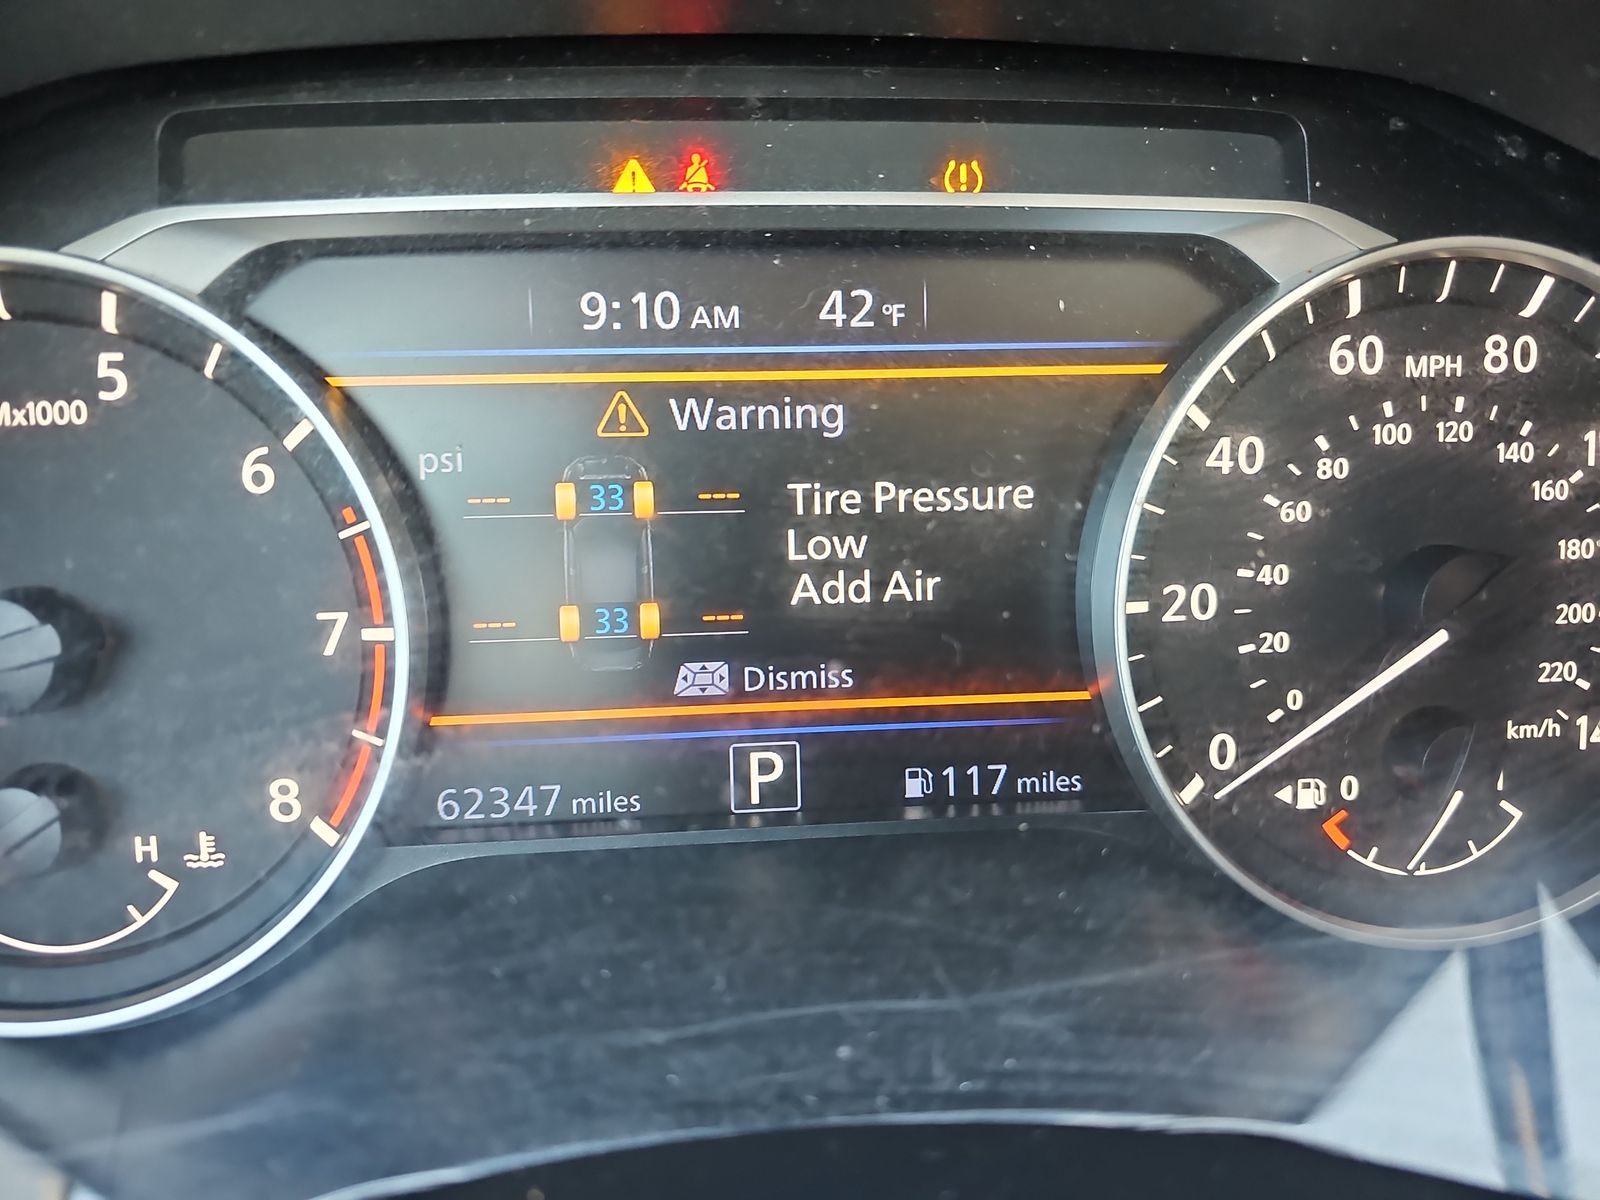 9:10 AM 42°F
Warning
psi
--- 33 ---
Tire Pressure
Low
Add Air
--- 33 ---
Dismiss
62347 miles
P
117 miles
Mx1000
5
6
7
8
H
0
20
40
60
MPH
80
0
20
40
60
80
100
120
140
160
180
200
220
km/h
0